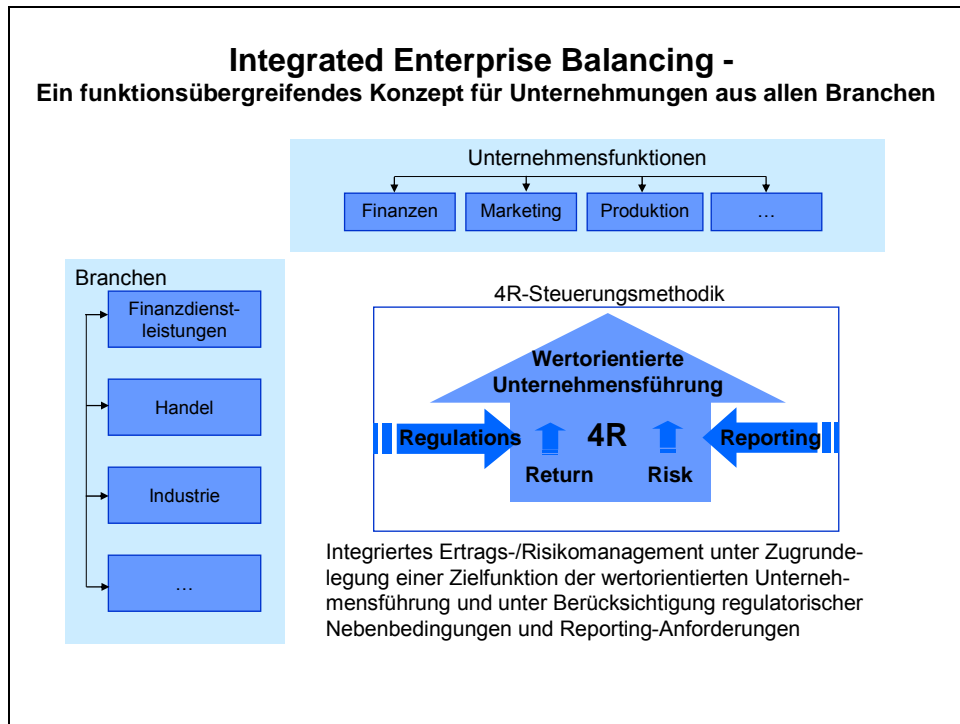 Integrated Enterprise Balancing -
Ein funktionsübergreifendes Konzept für Unternehmungen aus allen Branchen
Unternehmensfunktionen
Finanzen
Marketing
Produktion
…
Branchen
Finanzdienst-
leistungen
Handel
Industrie
…
4R-Steuerungsmethodik
Wertorientierte
Unternehmensführung
Regulations
4R
Reporting
Return
Risk
Integriertes Ertrags-/Risikomanagement unter Zugrunde-
legung einer Zielfunktion der wertorientierten Unterneh-
mensführung und unter Berücksichtigung regulatorischer
Nebenbedingungen und Reporting-Anforderungen